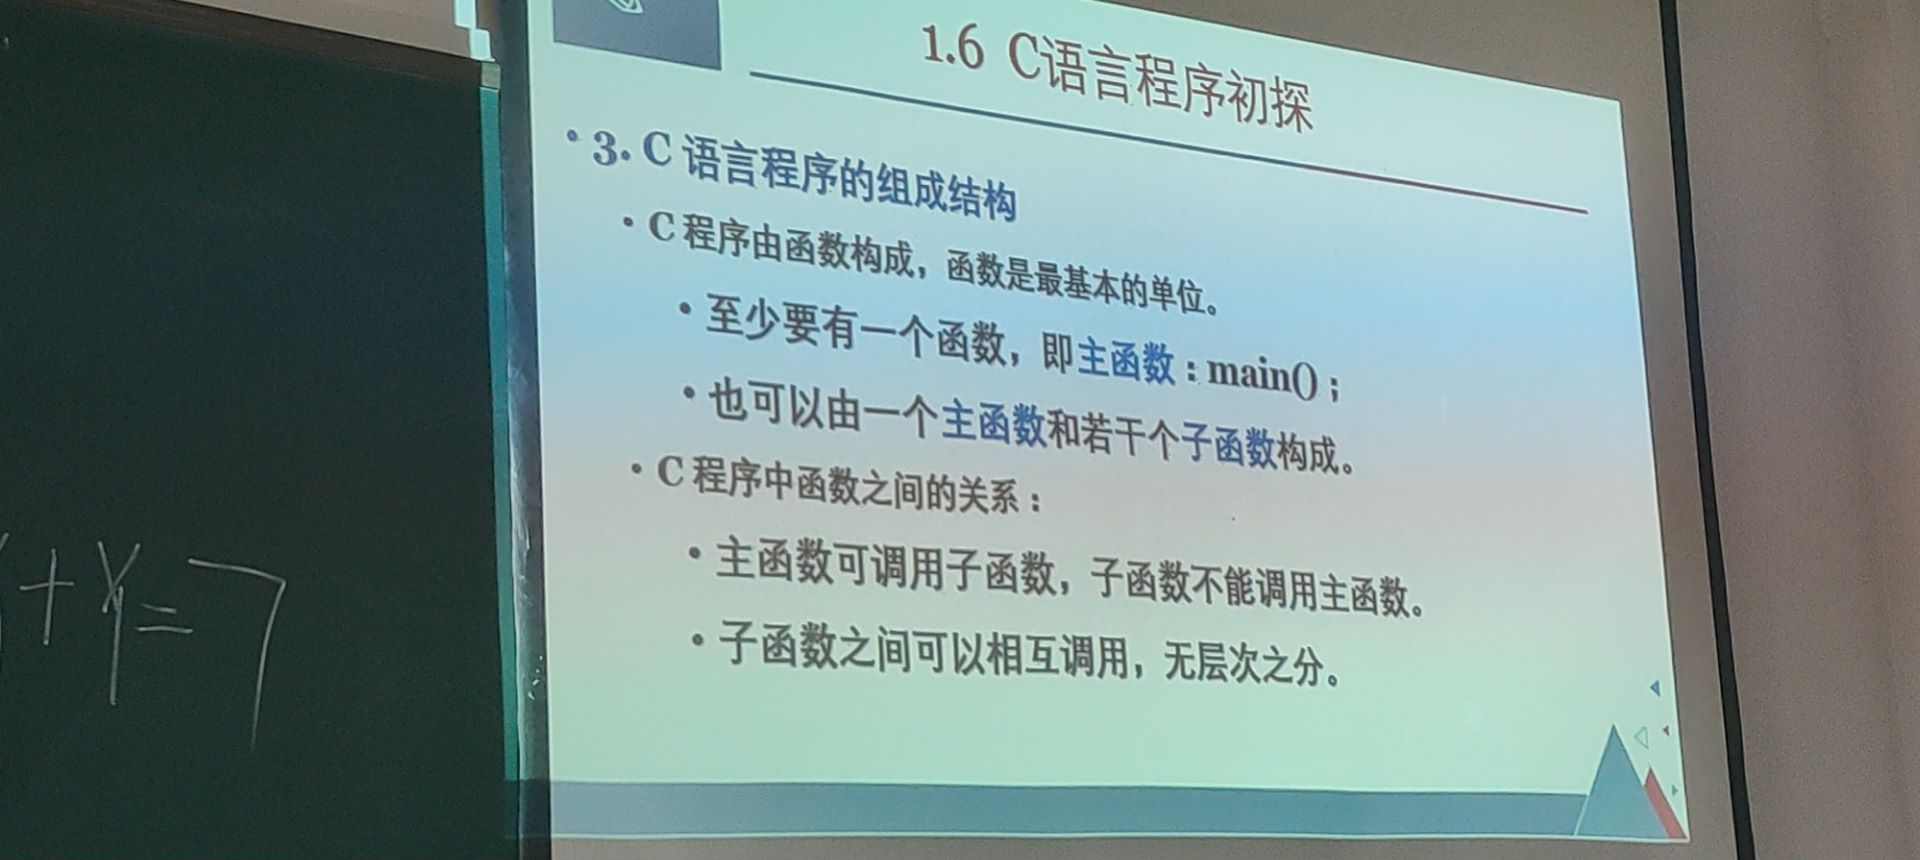 1.6 C语言程序初探
• 3. C 语言程序的组成结构
• C 程序由函数构成，函数是最基本的单位。
• 至少要有一个函数，即主函数：main()；
• 也可以由一个主函数和若干个子函数构成。
• C 程序中函数之间的关系：
• 主函数可调用子函数，子函数不能调用主函数。
• 子函数之间可以相互调用，无层次之分。
+Y=7